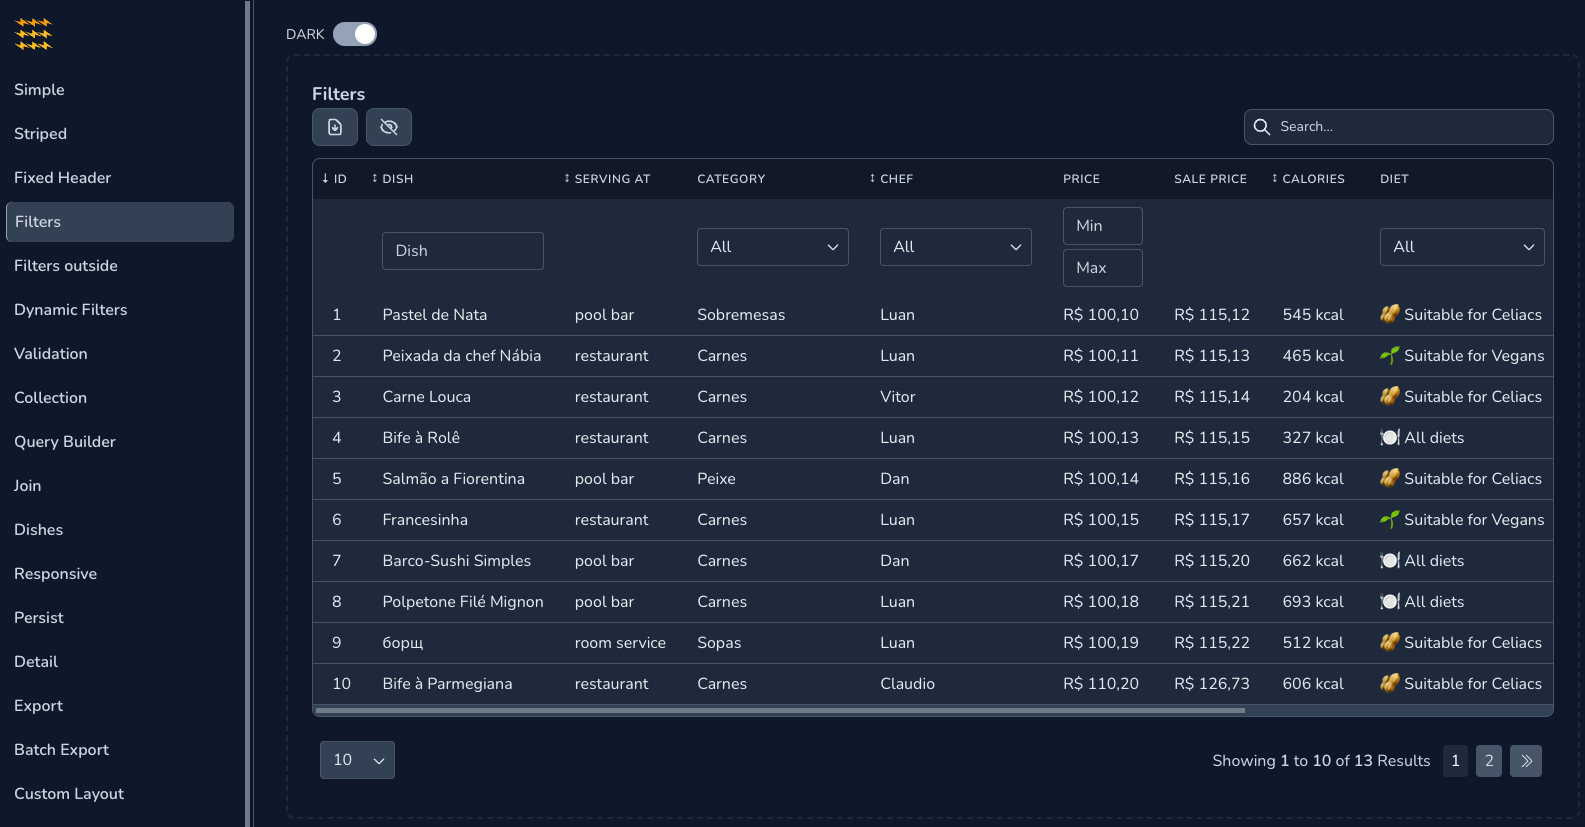 DARK
Simple
Striped
Fixed Header
Filters
Filters outside
Dynamic Filters
Validation
Collection
Query Builder
Join
Dishes
Responsive
Persist
Detail
Export
Batch Export
Custom Layout
Filters
Search...
ID DISH SERVING AT CATEGORY CHEF PRICE SALE PRICE CALORIES DIET
Dish All All Min Max All
1 Pastel de Nata pool bar Sobremesas Luan R$ 100,10 R$ 115,12 545 kcal 🥜 Suitable for Celiacs
2 Peixada da chef Nábia restaurant Carnes Luan R$ 100,11 R$ 115,13 465 kcal 🌱 Suitable for Vegans
3 Carne Louca restaurant Carnes Vitor R$ 100,12 R$ 115,14 204 kcal 🥜 Suitable for Celiacs
4 Bife à Rolê restaurant Carnes Luan R$ 100,13 R$ 115,15 327 kcal 🍽️ All diets
5 Salmão a Fiorentina pool bar Peixe Dan R$ 100,14 R$ 115,16 886 kcal 🥜 Suitable for Celiacs
6 Francesinha restaurant Carnes Luan R$ 100,15 R$ 115,17 657 kcal 🌱 Suitable for Vegans
7 Barco-Sushi Simples pool bar Carnes Dan R$ 100,17 R$ 115,20 662 kcal 🍽️ All diets
8 Polpetone Filé Mignon pool bar Carnes Luan R$ 100,18 R$ 115,21 693 kcal 🍽️ All diets
9 борщ room service Sopas Luan R$ 100,19 R$ 115,22 512 kcal 🥜 Suitable for Celiacs
10 Bife à Parmegiana restaurant Carnes Claudio R$ 110,20 R$ 126,73 606 kcal 🥜 Suitable for Celiacs
10 Showing 1 to 10 of 13 Results 1 2